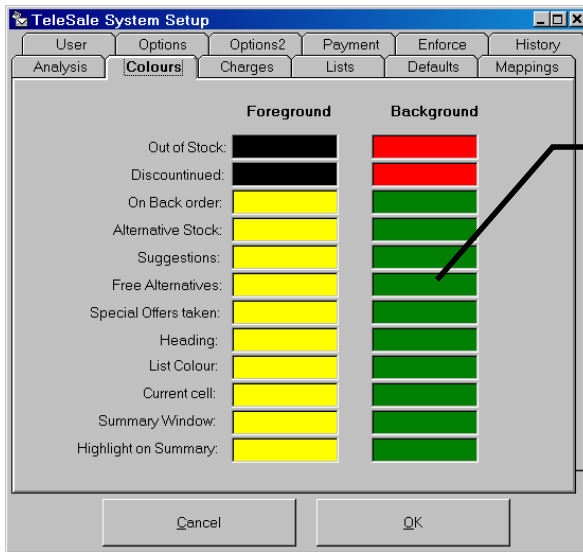 TeleSale System Setup
User Options Options2 Payment Enforce History
Analysis Colours Charges Lists Defaults Mappings
Foreground Background
Out of Stock:
Discountinued:
On Back order:
Alternative Stock:
Suggestions:
Free Alternatives:
Special Offers taken:
Heading:
List Colour:
Current cell:
Summary Window:
Highlight on Summary:
Cancel OK